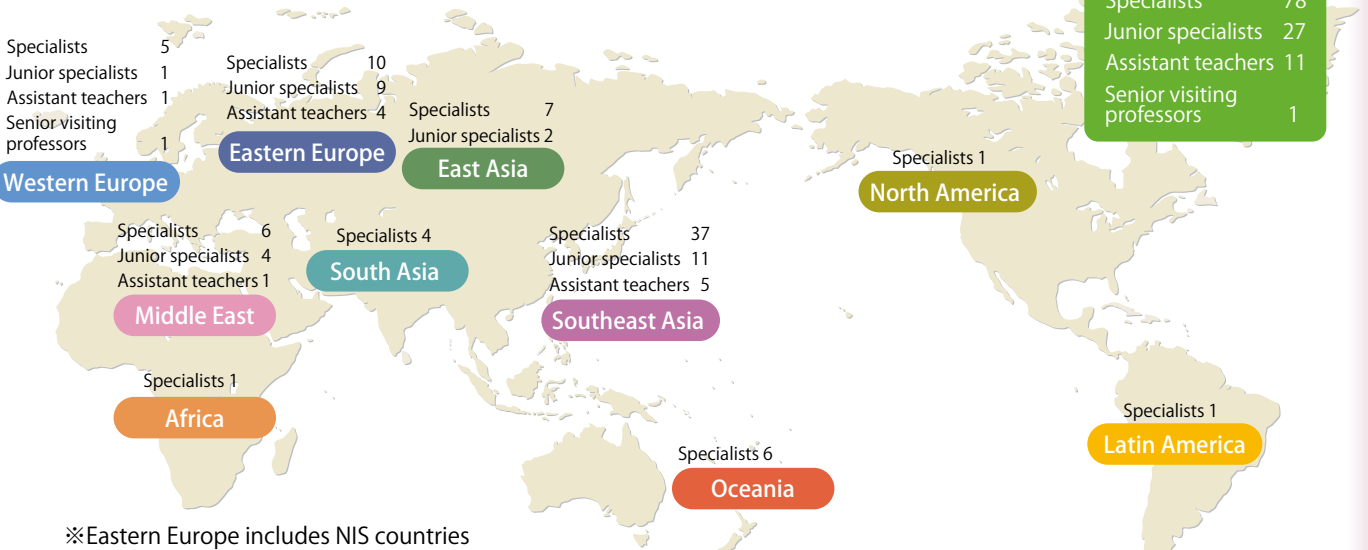 Specialists 78
Junior specialists 27
Assistant teachers 11
Senior visiting
professors 1
Specialists 5
Junior specialists 1
Assistant teachers 1
Senior visiting
professors 1
Western Europe
Specialists 10
Junior specialists 9
Assistant teachers 4
Eastern Europe
Specialists 7
Junior specialists 2
East Asia
Specialists 1
North America
Specialists 6
Junior specialists 4
Assistant teachers 1
Middle East
Specialists 4
South Asia
Specialists 37
Junior specialists 11
Assistant teachers 5
Southeast Asia
Specialists 1
Africa
Specialists 1
Latin America
Specialists 6
Oceania
※Eastern Europe includes NIS countries